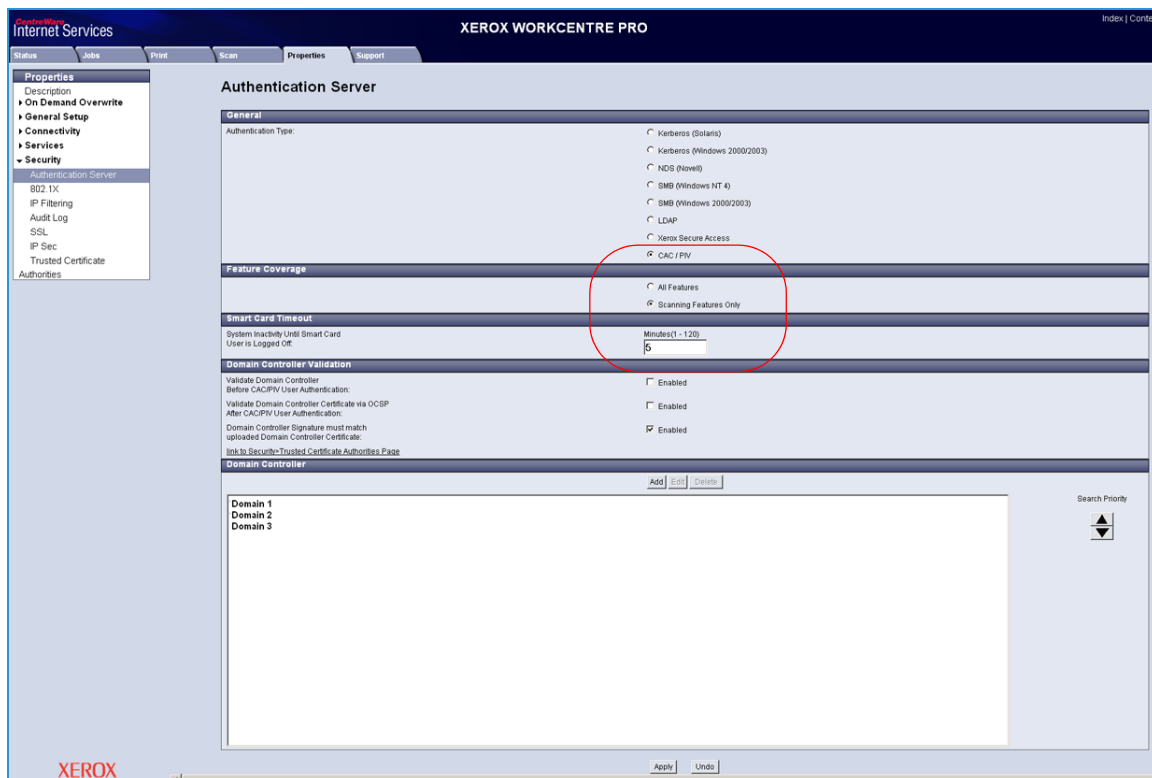 CentreWare
Internet Services
XEROX WORKCENTRE PRO
Index | Conte
Status
Jobs
Print
Scan
Properties
Support
Properties
Description
On Demand Overwrite
General Setup
Connectivity
Services
Security
Authentication Server
802.1X
IP Filtering
Audit Log
SSL
IP Sec
Trusted Certificate
Authorities
Authentication Server
General
Authentication Type:
Kerberos (Solaris)
Kerberos (Windows 2000/2003)
NDS (Novell)
SMB (Windows NT 4)
SMB (Windows 2000/2003)
LDAP
Xerox Secure Access
CAC / PIV
Feature Coverage
All Features
Scanning Features Only
Smart Card Timeout
System Inactivity Until Smart Card
User is Logged Off:
Minutes(1 - 120)
5
Domain Controller Validation
Validate Domain Controller
Before CAC/PIV User Authentication:
Enabled
Validate Domain Controller Certificate via OCSP
After CAC/PIV User Authentication:
Enabled
Domain Controller Signature must match
uploaded Domain Controller Certificate:
Enabled
link to Security>Trusted Certificate Authorities Page
Domain Controller
Add Edit Delete
Domain 1
Domain 2
Domain 3
Search Priority
XEROX
Apply Undo